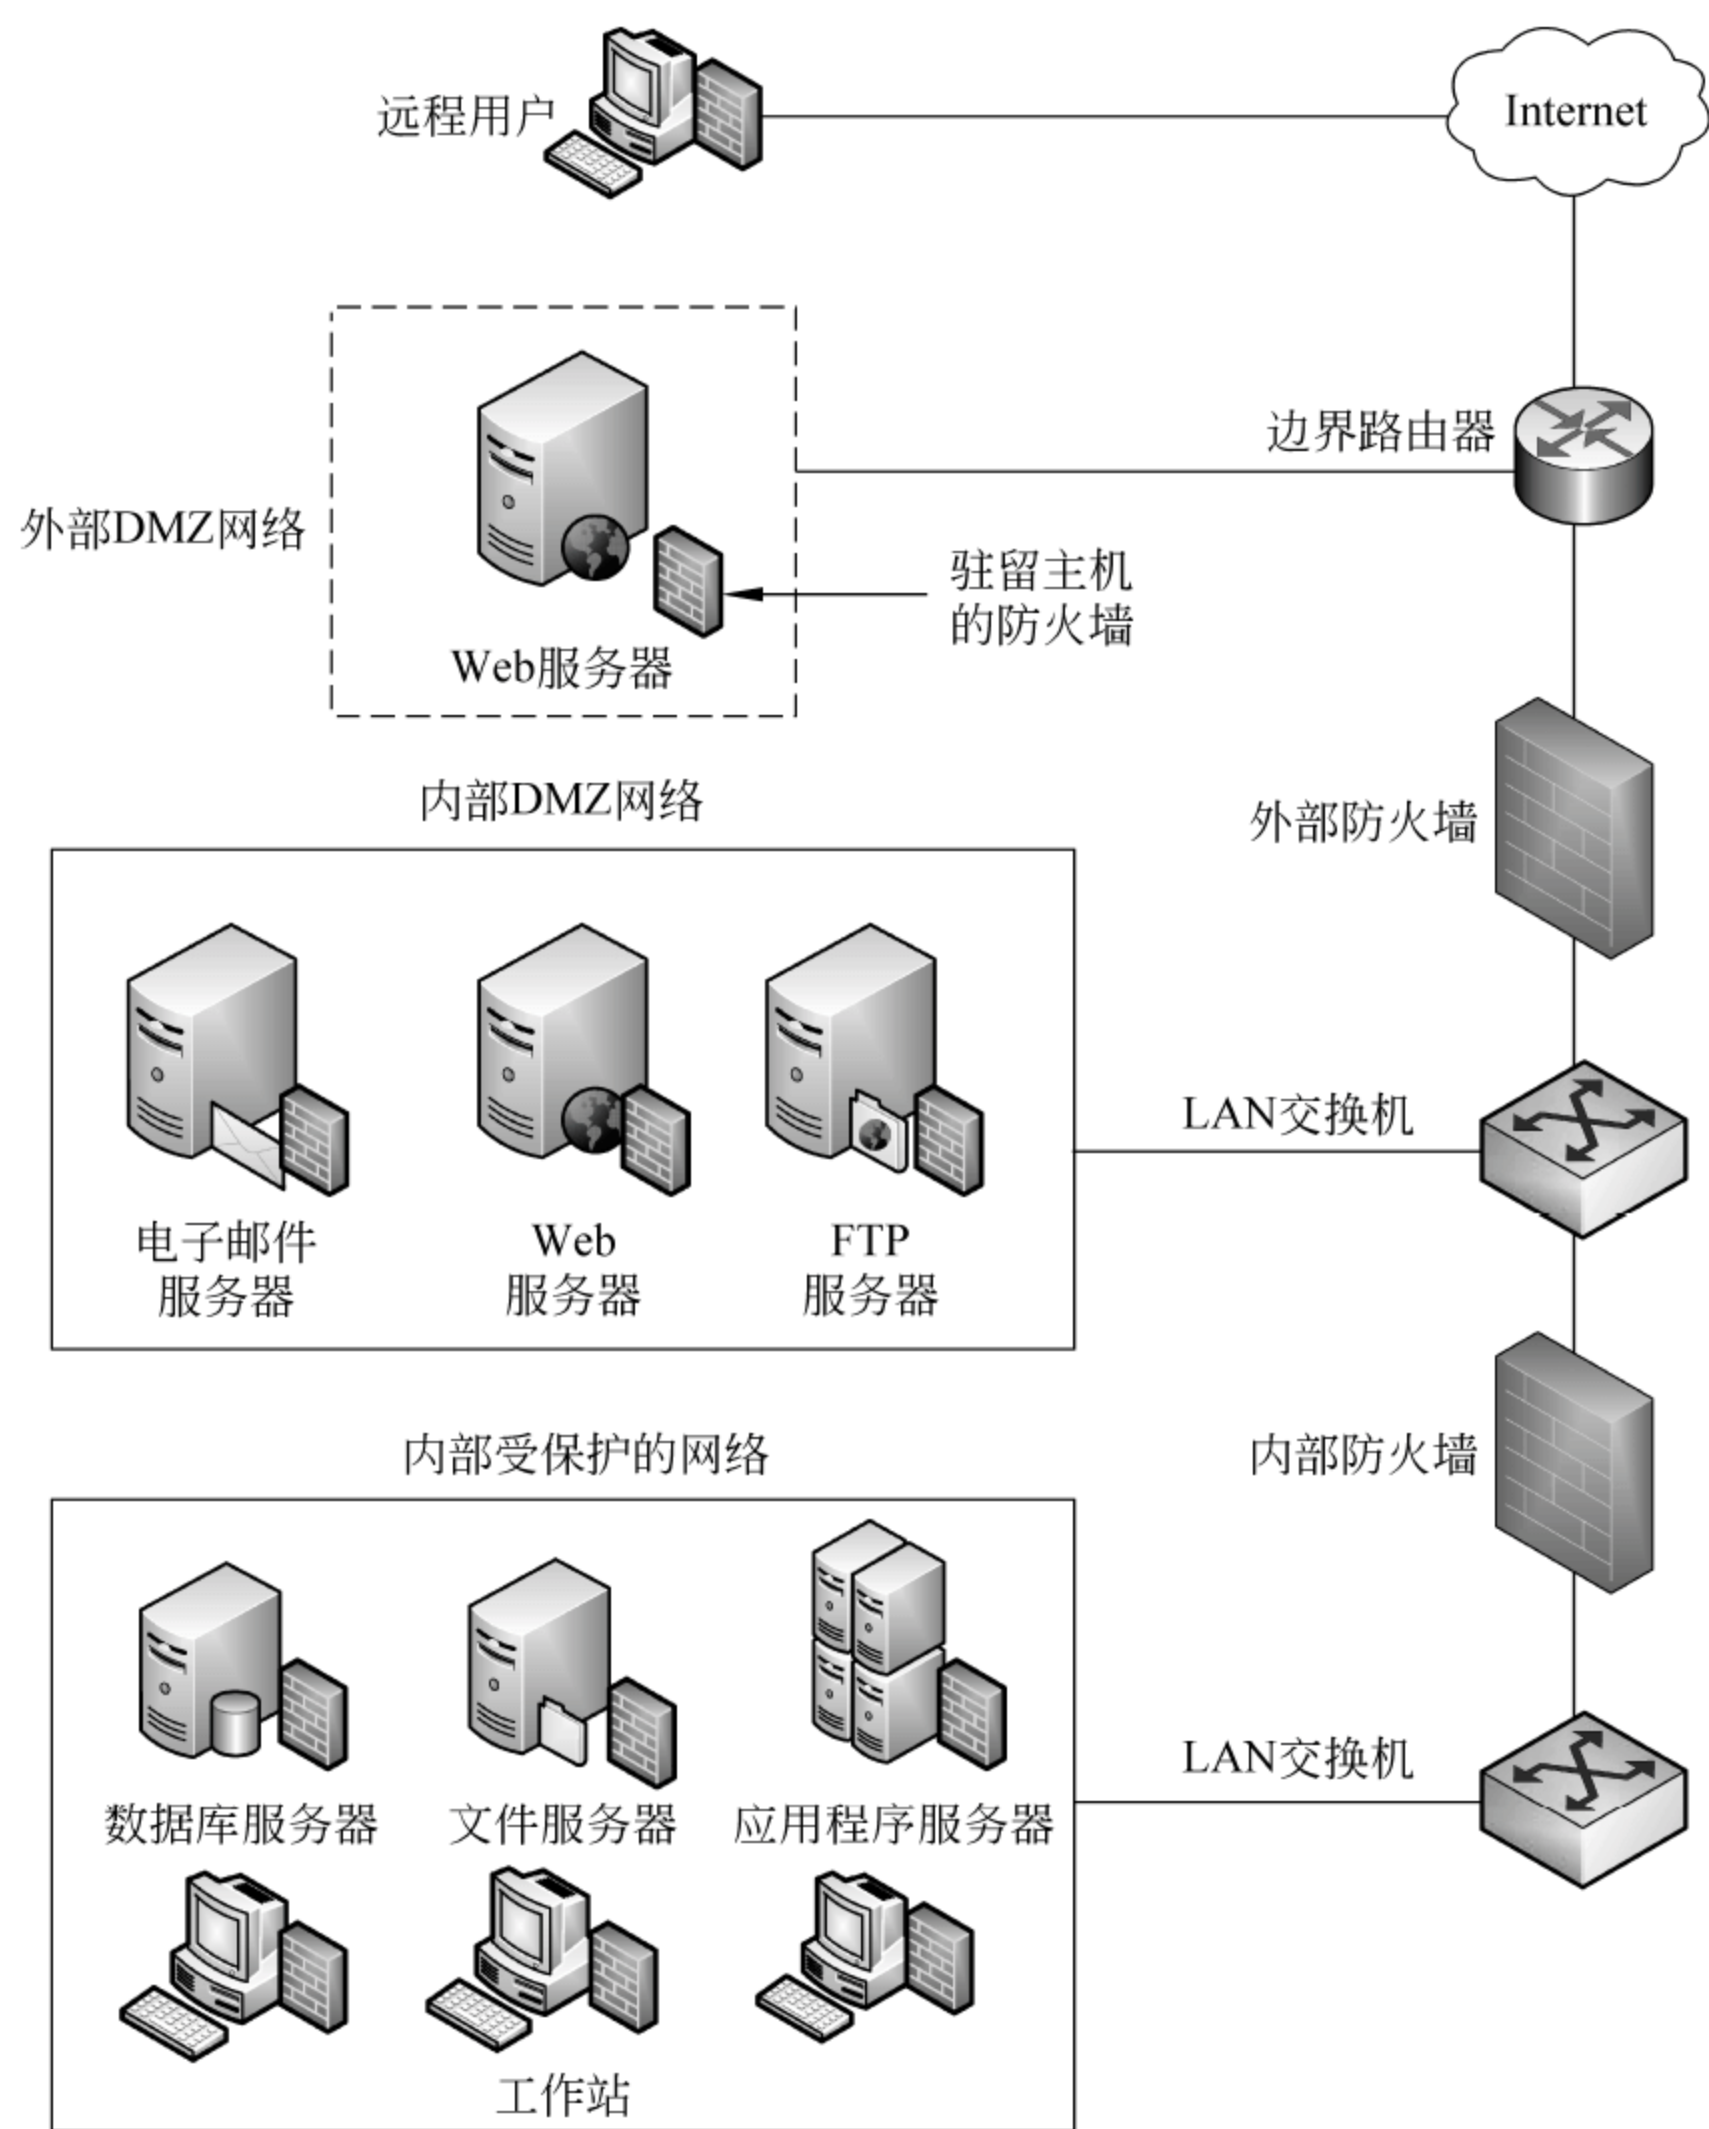 远程用户
Internet
边界路由器
外部DMZ网络
驻留主机
的防火墙
Web服务器
内部DMZ网络
外部防火墙
LAN交换机
电子邮件
服务器
Web
服务器
FTP
服务器
内部受保护的网络
内部防火墙
LAN交换机
数据库服务器
文件服务器
应用程序服务器
工作站